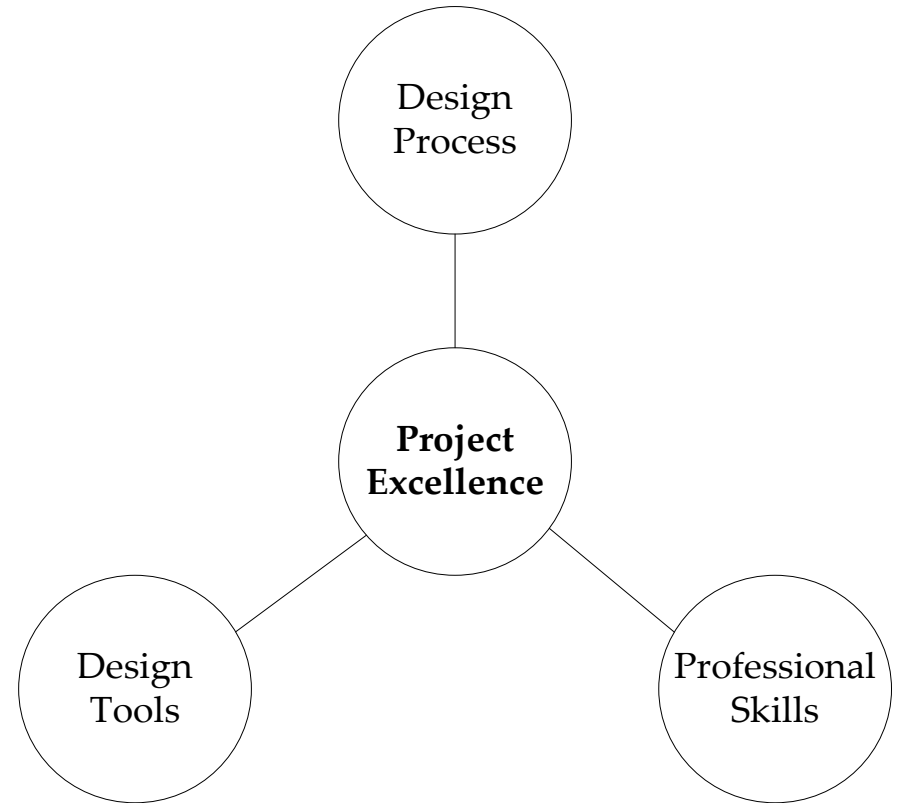 Design
Process
Project
Excellence
Design
Tools
Professional
Skills